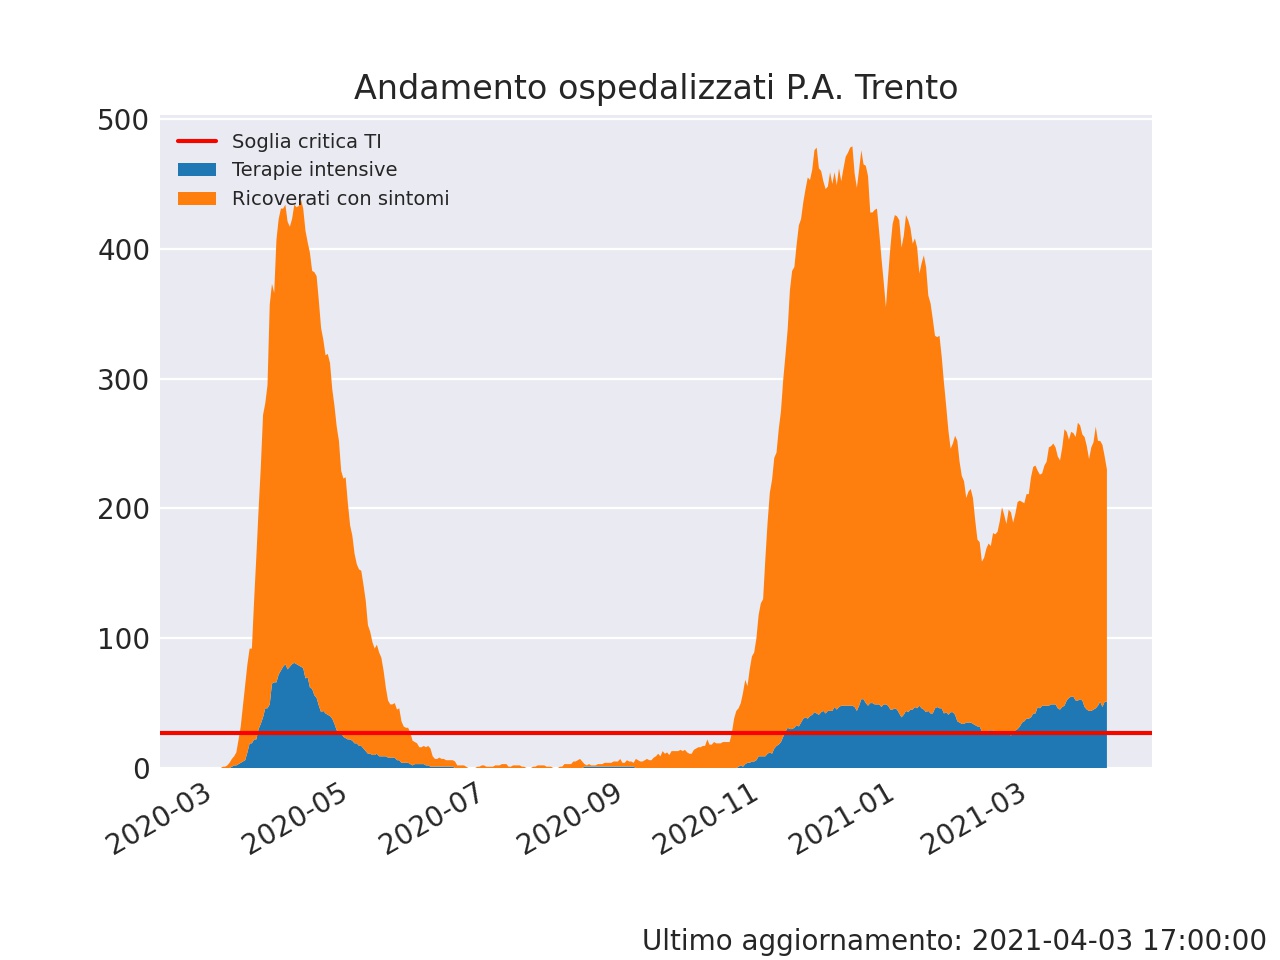 Andamento ospedalizzati P.A. Trento
500
Soglia critica TI
Terapie intensive
Ricoverati con sintomi
400
300
200
100
0
2020-03
2020-05
2020-07
2020-09
2020-11
2021-01
2021-03
Ultimo aggiornamento: 2021-04-03 17:00:00